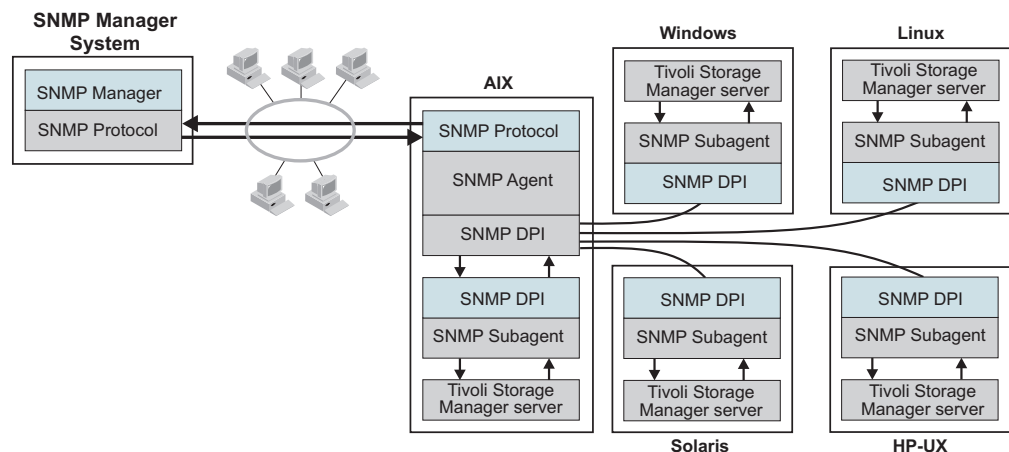 SNMP Manager
System
SNMP Manager
SNMP Protocol
AIX
SNMP Protocol
SNMP Agent
SNMP DPI
SNMP DPI
SNMP Subagent
Tivoli Storage
Manager server
Windows
Tivoli Storage
Manager server
SNMP Subagent
SNMP DPI
Linux
Tivoli Storage
Manager server
SNMP Subagent
SNMP DPI
SNMP DPI
SNMP Subagent
Tivoli Storage
Manager server
Solaris
SNMP DPI
SNMP Subagent
Tivoli Storage
Manager server
HP-UX